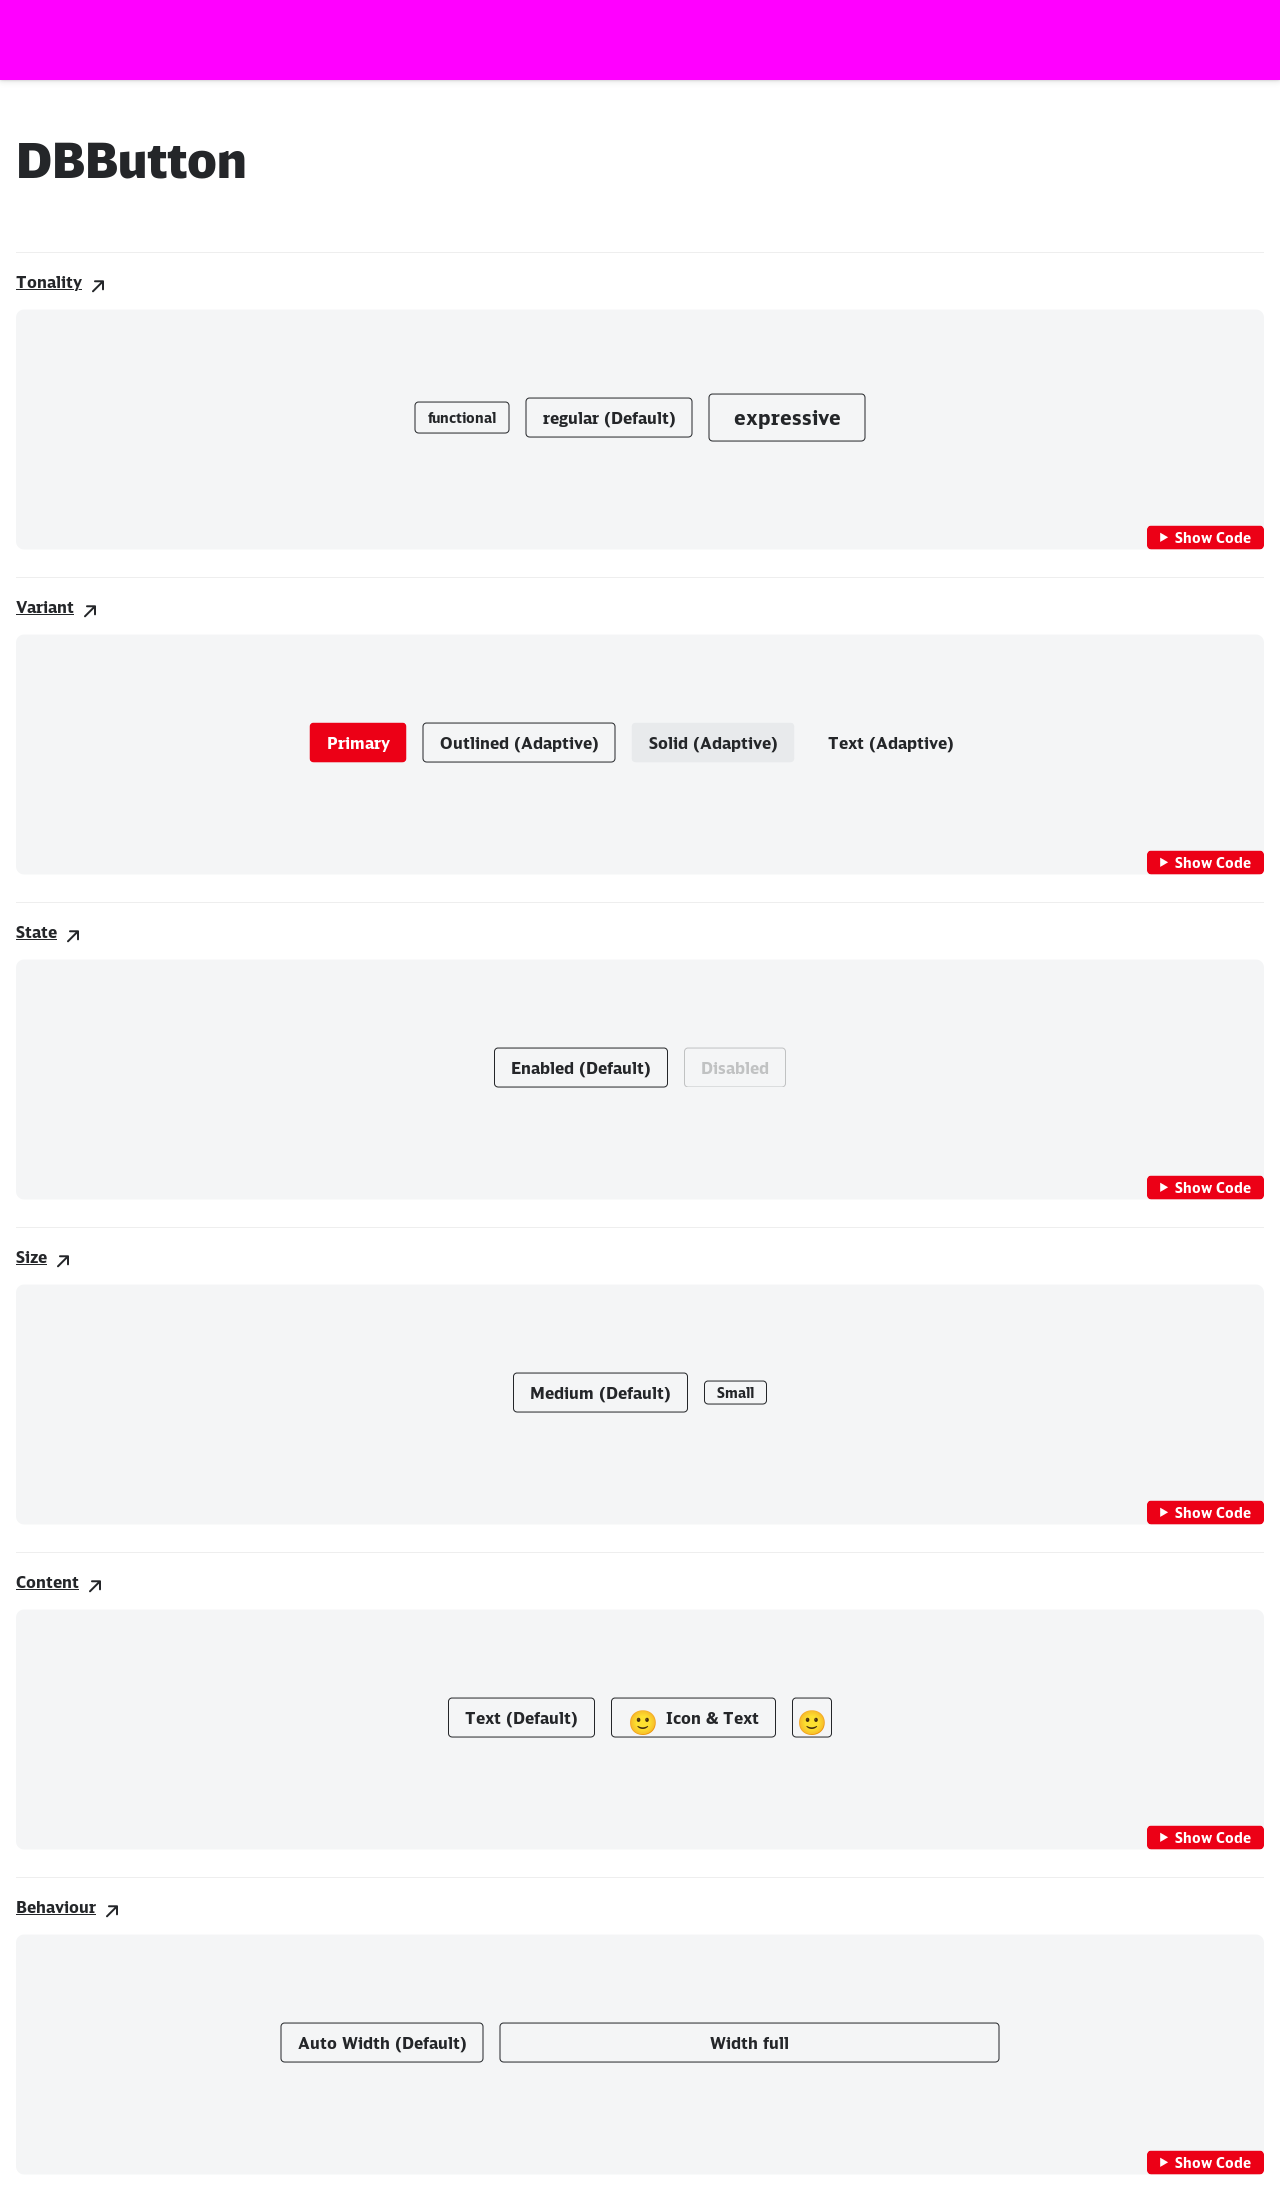 DBButton
Tonality
functional
regular (Default)
expressive
Show Code
Variant
Primary
Outlined (Adaptive)
Solid (Adaptive)
Text (Adaptive)
Show Code
State
Enabled (Default)
Disabled
Show Code
Size
Medium (Default)
Small
Show Code
Content
Text (Default)
Icon & Text
Show Code
Behaviour
Auto Width (Default)
Width full
Show Code